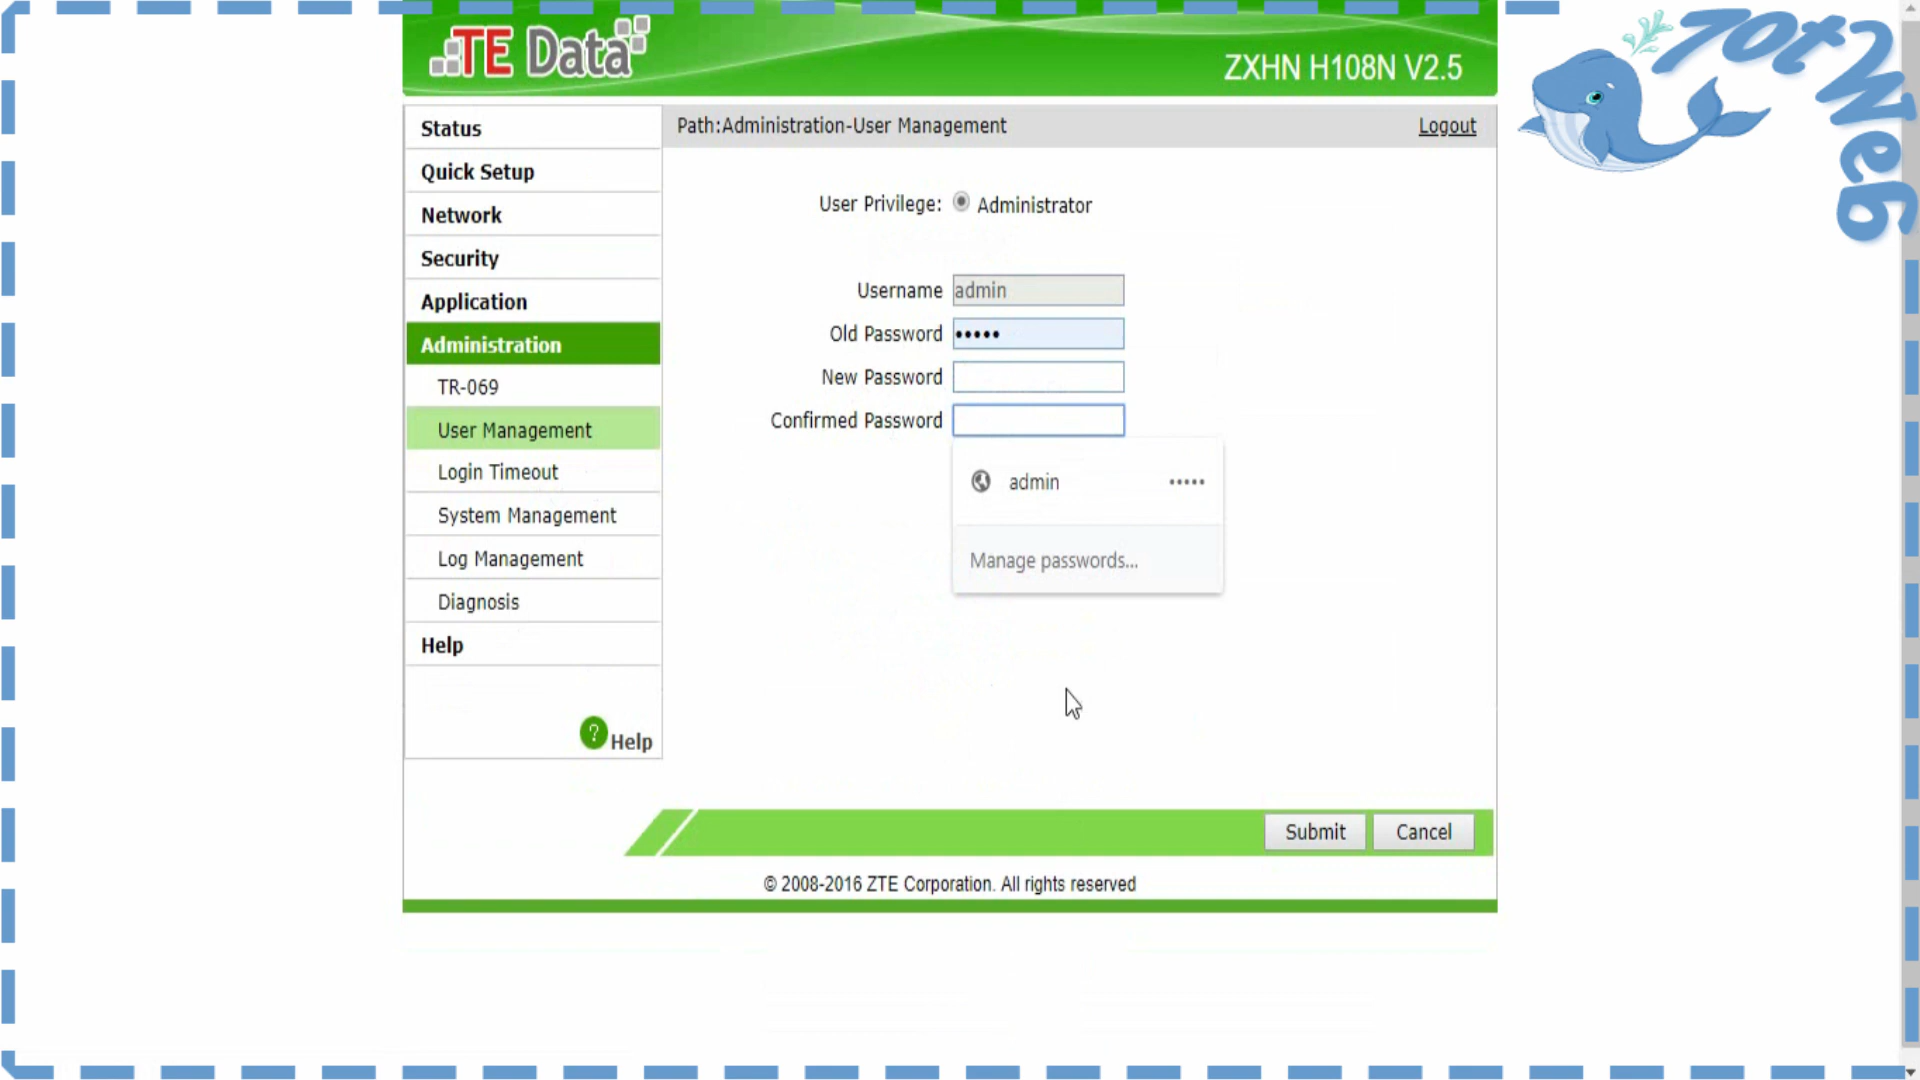 TE Data
ZXHN H108N V2.5
TotWeb
Status
Quick Setup
Network
Security
Application
Administration
TR-069
User Management
Login Timeout
System Management
Log Management
Diagnosis
Help
Help
Path:Administration-User Management
Logout
User Privilege: Administrator
Username admin
Old Password •••••
New Password
Confirmed Password
admin •••••
Manage passwords...
Submit
Cancel
© 2008-2016 ZTE Corporation. All rights reserved